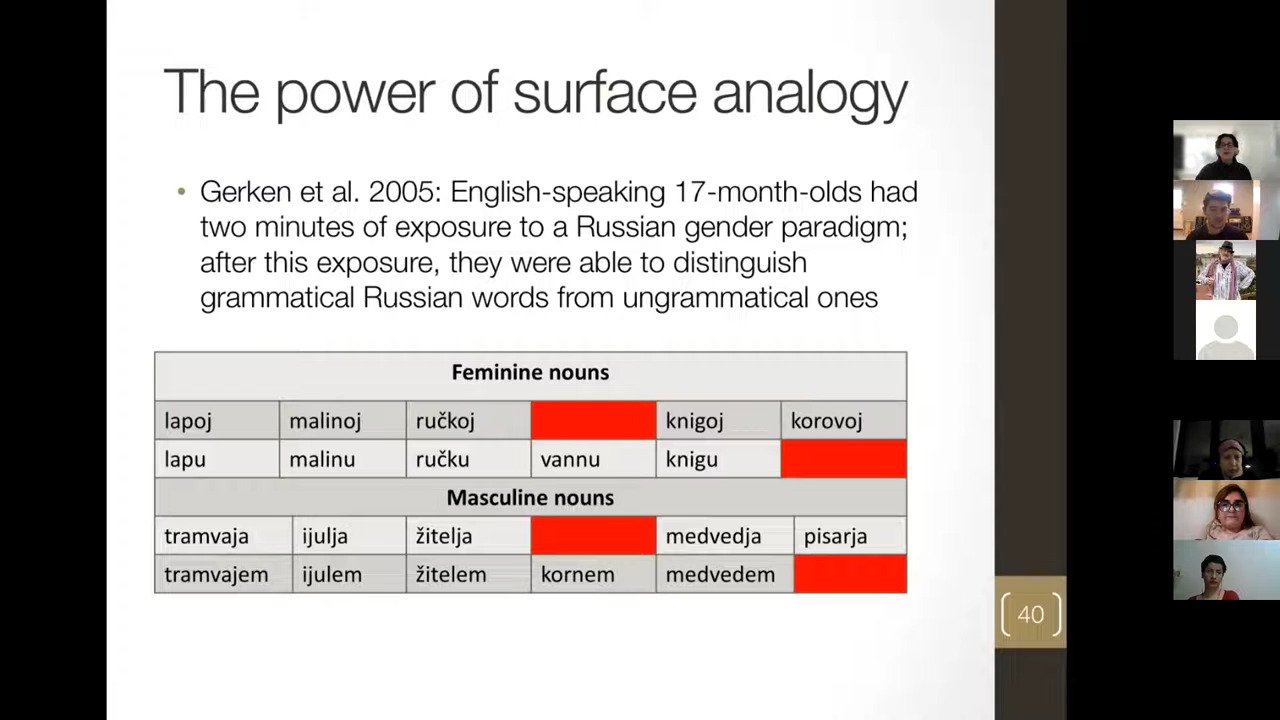 The power of surface analogy
• Gerken et al. 2005: English-speaking 17-month-olds had
two minutes of exposure to a Russian gender paradigm;
after this exposure, they were able to distinguish
grammatical Russian words from ungrammatical ones
Feminine nouns
lapoj malinoj ručkoj knigoj korovoj
lapu malinu ručku vannu knigu
Masculine nouns
tramvaja ijulja žitelja medvedja pisarja
tramvajem ijulem žitelem kornem medvedem
40